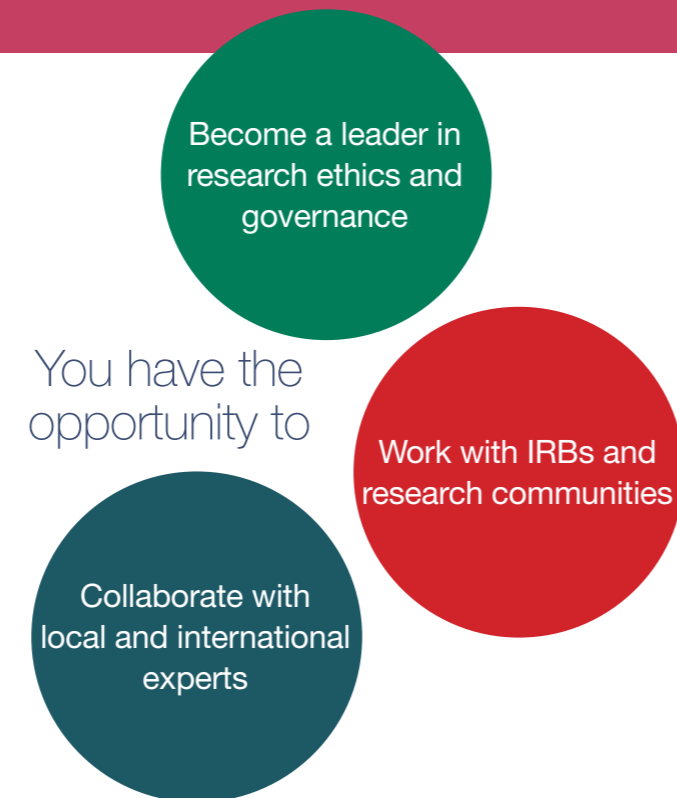 Become a leader in
research ethics and
governance
You have the
opportunity to
Work with IRBs and
research communities
Collaborate with
local and international
experts